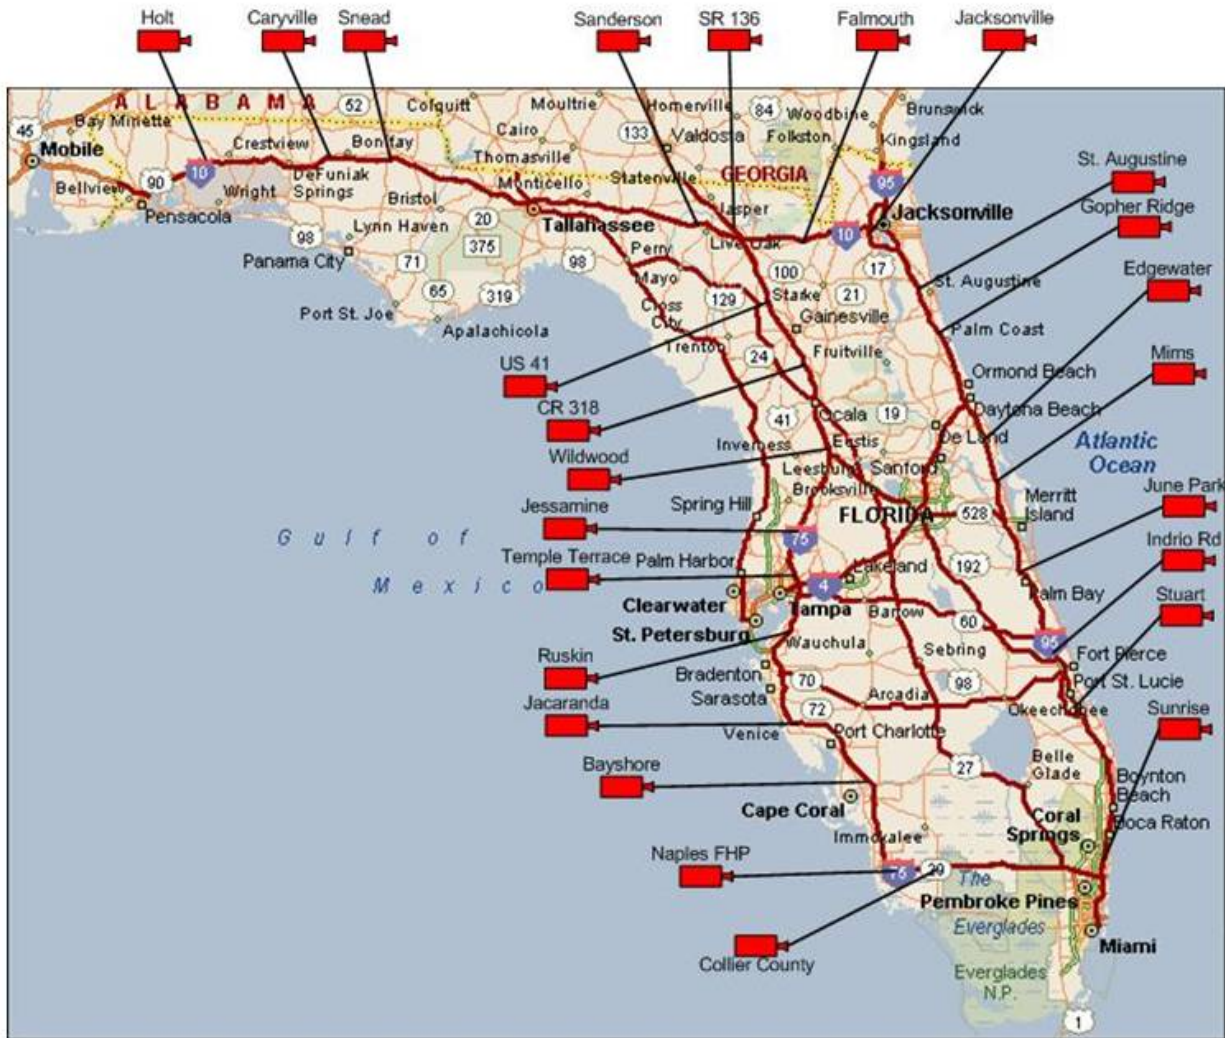 Holt
Caryville
Snead
Sanderson
SR 136
Falmouth
Jacksonville
ALABAMA
52
Colquitt
Moultrie
Homerville
84
Woodbine
Brunswick
45
Bay Minette
Cairo
133
Valdosta
Folkston
Kingsland
Mobile
Crestview
Bonifay
Thomasville
St. Augustine
10
DeFuniak
Springs
Monticello
Statenville
GEORGIA
95
Bellview
90
Wright
Bristol
Jasper
Jacksonville
Gopher Ridge
Pensacola
20
Tallahassee
Live Oak
10
98
Lynn Haven
375
Perry
17
Panama City
71
98
Mayo
100
Edgewater
65
319
129
Starke
21
St. Augustine
Port St. Joe
Cross
City
Gainesville
Apalachicola
Trenton
Palm Coast
US 41
24
Fruitville
Mims
Ormond Beach
CR 318
41
Ocala
19
Daytona Beach
De Land
Atlantic
Ocean
Wildwood
Inverness
Eustis
Leesburg
Sanford
Brooksville
June Park
Jessamine
Spring Hill
FLORIDA
528
Merritt
Island
Gulf of
Mexico
75
Indrio Rd
Temple Terrace
Palm Harbor
Lakeland
192
4
Palm Bay
Stuart
Clearwater
Tampa
Bartow
60
St. Petersburg
Wauchula
95
Ruskin
Sebring
Fort Pierce
Bradenton
70
98
Port St. Lucie
Sarasota
Arcadia
Jacaranda
72
Okeechobee
Sunrise
Venice
Port Charlotte
Bayshore
27
Belle
Glade
Boynton
Beach
Cape Coral
Coral
Springs
Boca Raton
Immokalee
Naples FHP
75
29
The
Pembroke Pines
Everglades
Collier County
Miami
Everglades
N.P.
1